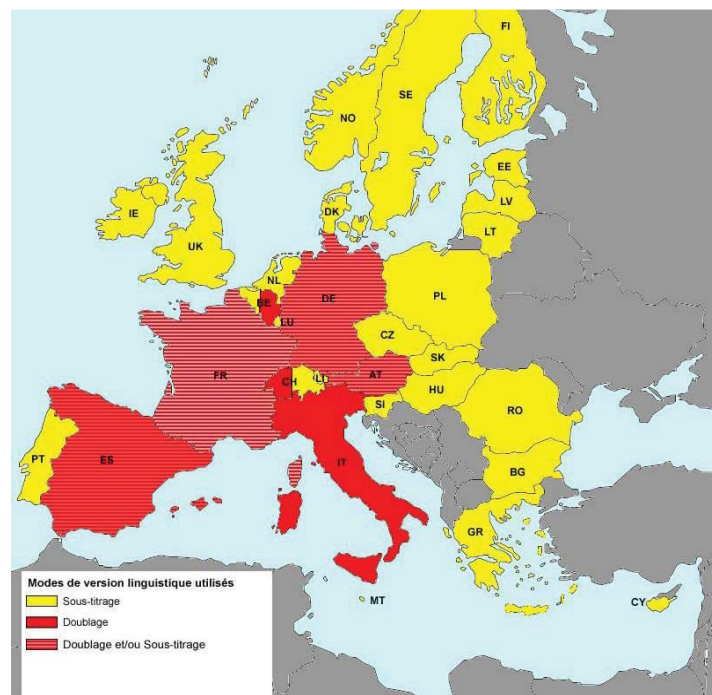 FI
SE
NO
EE
LV
DK
LT
IE
UK
NL
PL
DE
BE
LU
CZ
SK
FR
CH
LI
AT
HU
SI
RO
PT
ES
IT
BG
GR
MT
CY
Modes de version linguistique utilisés
Sous-titrage
Doublage
Doublage et/ou Sous-titrage